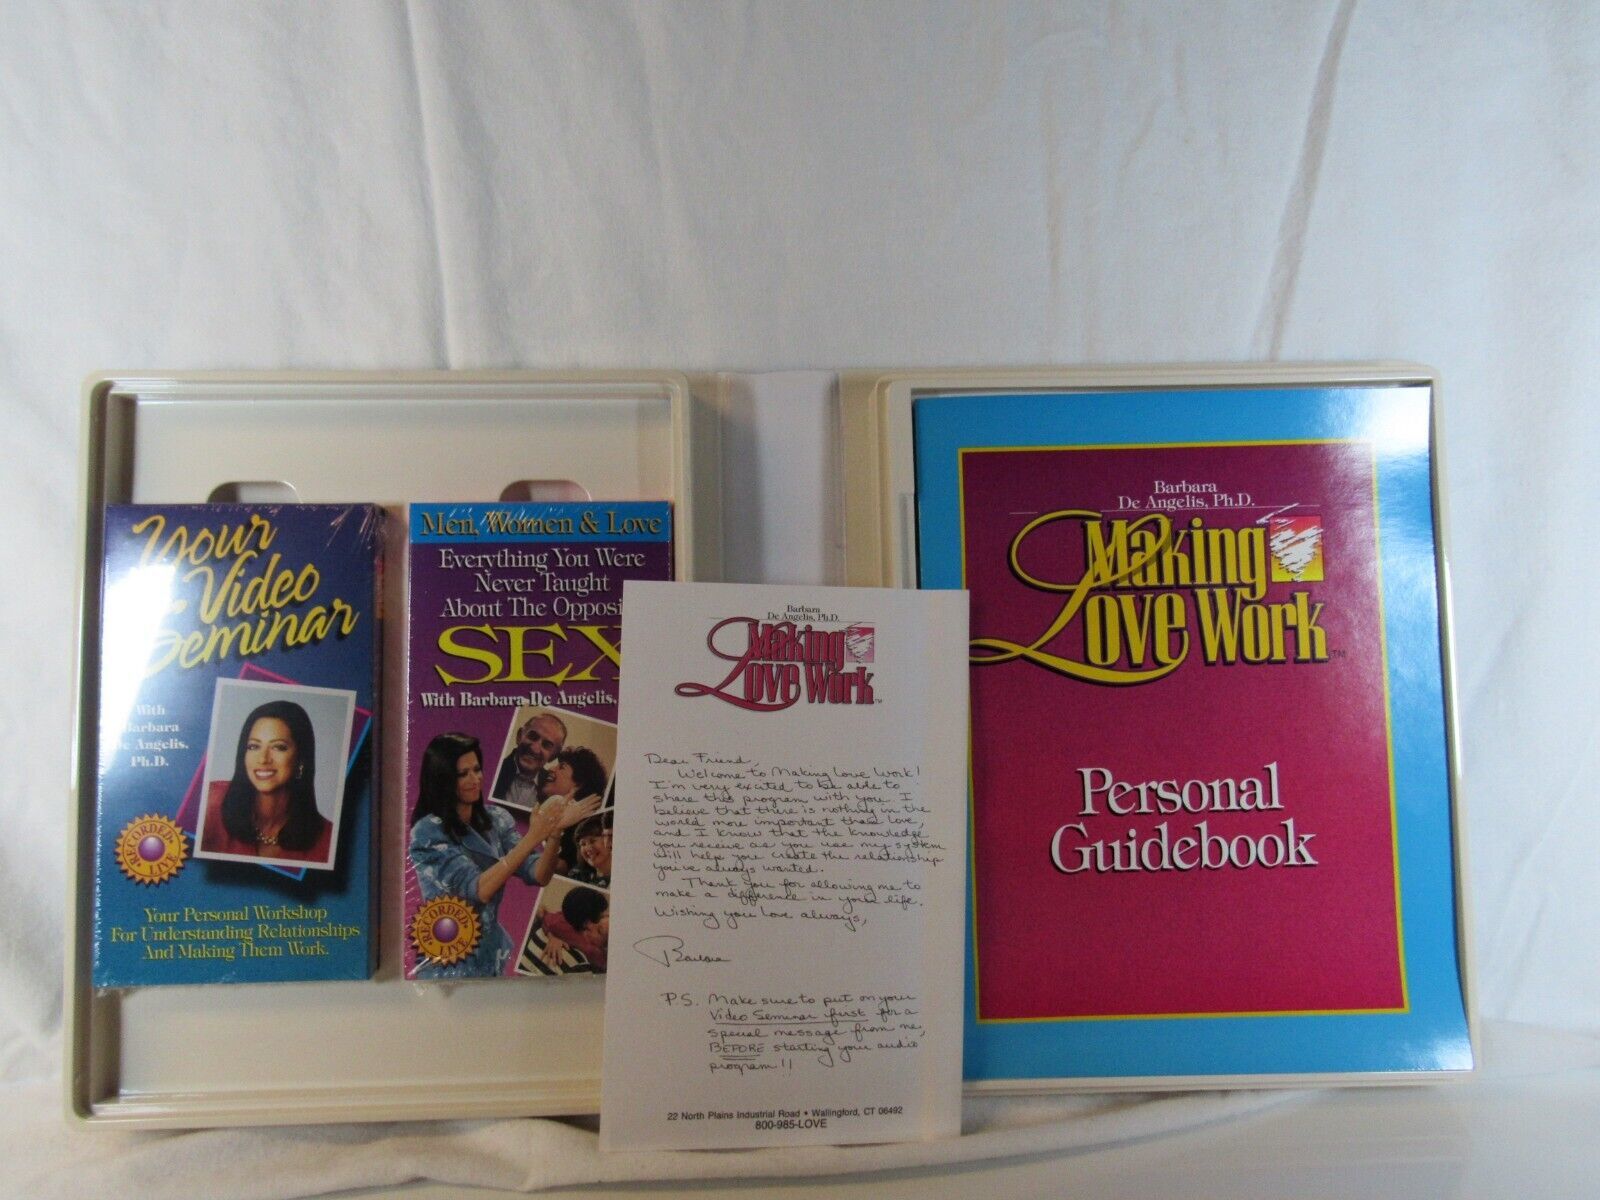 Your
Video
Seminar
With
Barbara
De Angelis,
Ph.D.
RECORDED
LIVE
Your Personal Workshop
For Understanding Relationships
And Making Them Work.
Men, Women & Love
Everything You Were
Never Taught
About The Opposi
SEX
With Barbara De Angelis,
RECORDED
LIVE
Barbara
De Angelis, Ph.D.
Making
Love Work™
Dear Friend,
Welcome to Making Love Work!
I'm very excited to be able to
share this program with you. I
believe that there is nothing in the
world more important than love,
and I know that the knowledge
you receive as you use my system
will help you create the relationship
you've always wanted.
Thank you for allowing me to
make a difference in your life.
Wishing you love always,
Barbara
P.S. Make sure to put on your
Video Seminar first for a
special message from me,
BEFORE starting your audio
program!!
22 North Plains Industrial Road • Wallingford, CT 06492
800-985-LOVE
Barbara
De Angelis, Ph.D.
Making
Love Work™
Personal
Guidebook